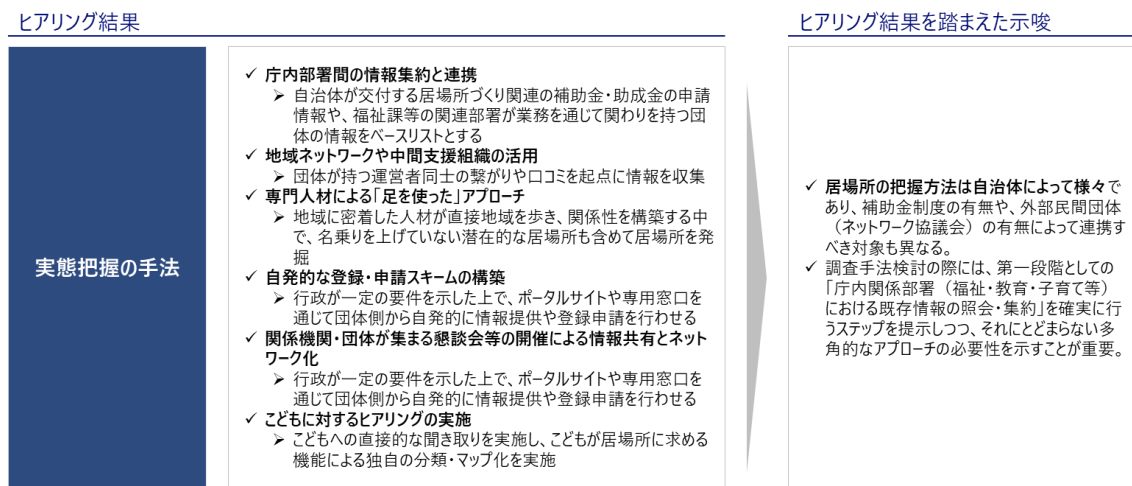 ヒアリング結果
実態把握の手法
✓ 庁内部署間の情報集約と連携
➢ 自治体が交付する居場所づくり関連の補助金・助成金の申請
情報や、福祉課等の関連部署が業務を通じて関わりを持つ団
体の情報をベースリストとする
✓ 地域ネットワークや中間支援組織の活用
➢ 団体が持つ運営者同士の繋がりや口コミを起点に情報を収集
✓ 専門人材による「足を使った」アプローチ
➢ 地域に密着した人材が直接地域を歩き、関係性を構築する中
で、名乗りを上げていない潜在的な居場所も含めて居場所を発
掘
✓ 自発的な登録・申請スキームの構築
➢ 行政が一定の要件を示した上で、ポータルサイトや専用窓口を
通じて団体側から自発的に情報提供や登録申請を行わせる
✓ 関係機関・団体が集まる懇談会等の開催による情報共有とネット
ワーク化
➢ 行政が一定の要件を示した上で、ポータルサイトや専用窓口を
通じて団体側から自発的に情報提供や登録申請を行わせる
✓ こどもに対するヒアリングの実施
➢ こどもへの直接的な聞き取りを実施し、こどもが居場所に求める
機能による独自の分類・マップ化を実施
ヒアリング結果を踏まえた示唆
✓ 居場所の把握方法は自治体によって様々で
あり、補助金制度の有無や、外部民間団体
（ネットワーク協議会）の有無によって連携す
べき対象も異なる。
✓ 調査手法検討の際には、第一段階としての
「庁内関係部署（福祉・教育・子育て等）
における既存情報の照会・集約」を確実に行
うステップを提示しつつ、それにとどまらない多
角的なアプローチの必要性を示すことが重要。